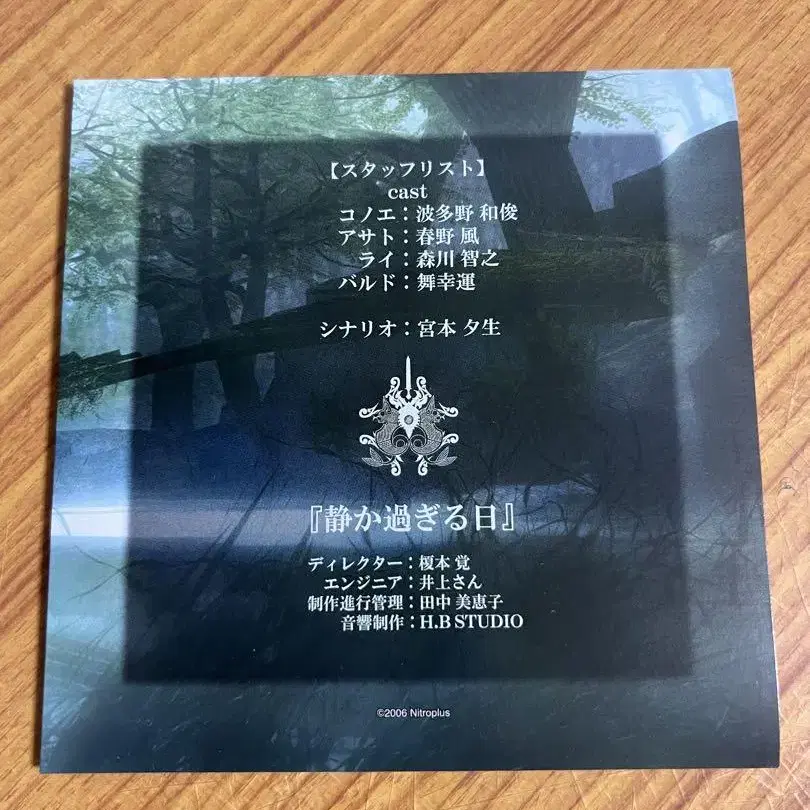 【スタッフリスト】
cast
コノエ：波多野 和俊
アサト：春野 風
ライ：森川 智之
バルド：舞幸運
シナリオ：宮本 夕生
『静か過ぎる日』
ディレクター：榎本 覚
エンジニア：井上さん
制作進行管理：田中 美恵子
音響制作：H.B STUDIO
©2006 Nitroplus